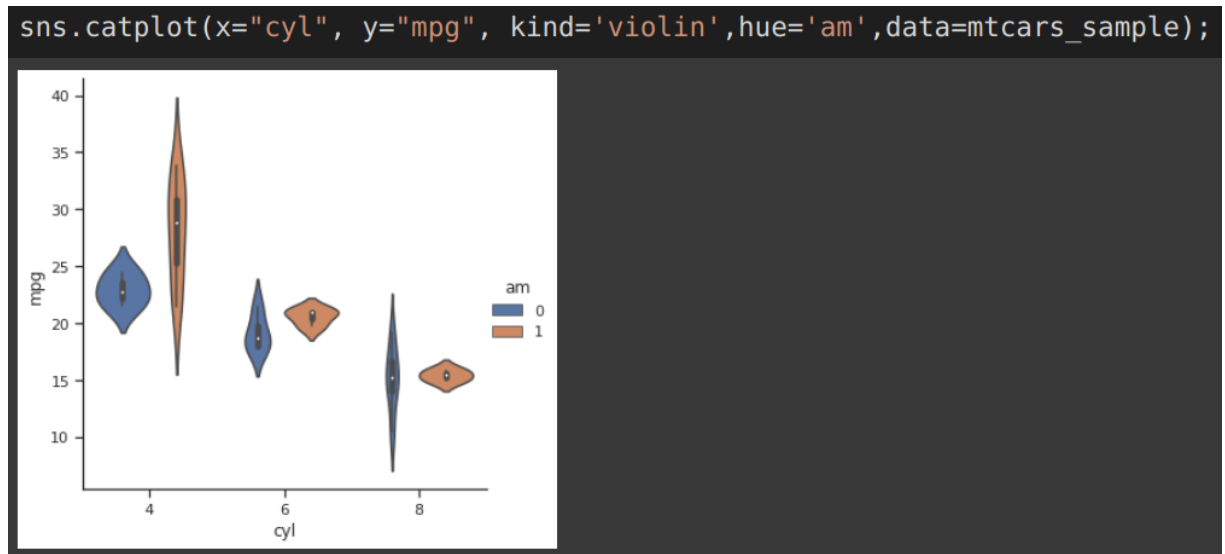 sns.catplot(x="cyl", y="mpg", kind='violin',hue='am',data=mtcars_sample);
40
35
30
25
20
15
10
mpg
am
0
1
4 6 8
cyl